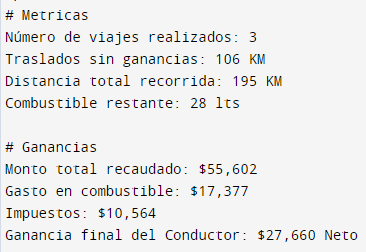 # Metricas
Número de viajes realizados: 3
Traslados sin ganancias: 106 KM
Distancia total recorrida: 195 KM
Combustible restante: 28 lts

# Ganancias
Monto total recaudado: $55,602
Gasto en combustible: $17,377
Impuestos: $10,564
Ganancia final del Conductor: $27,660 Neto